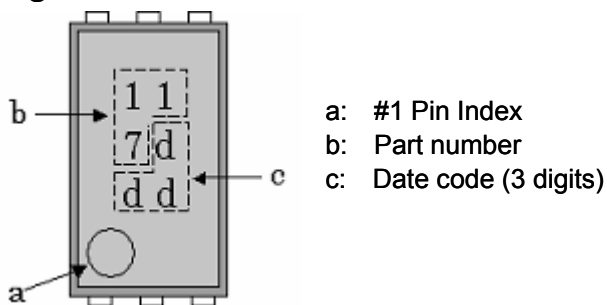 b
1 1
7 d
d d
c
a
a: #1 Pin Index
b: Part number
c: Date code (3 digits)